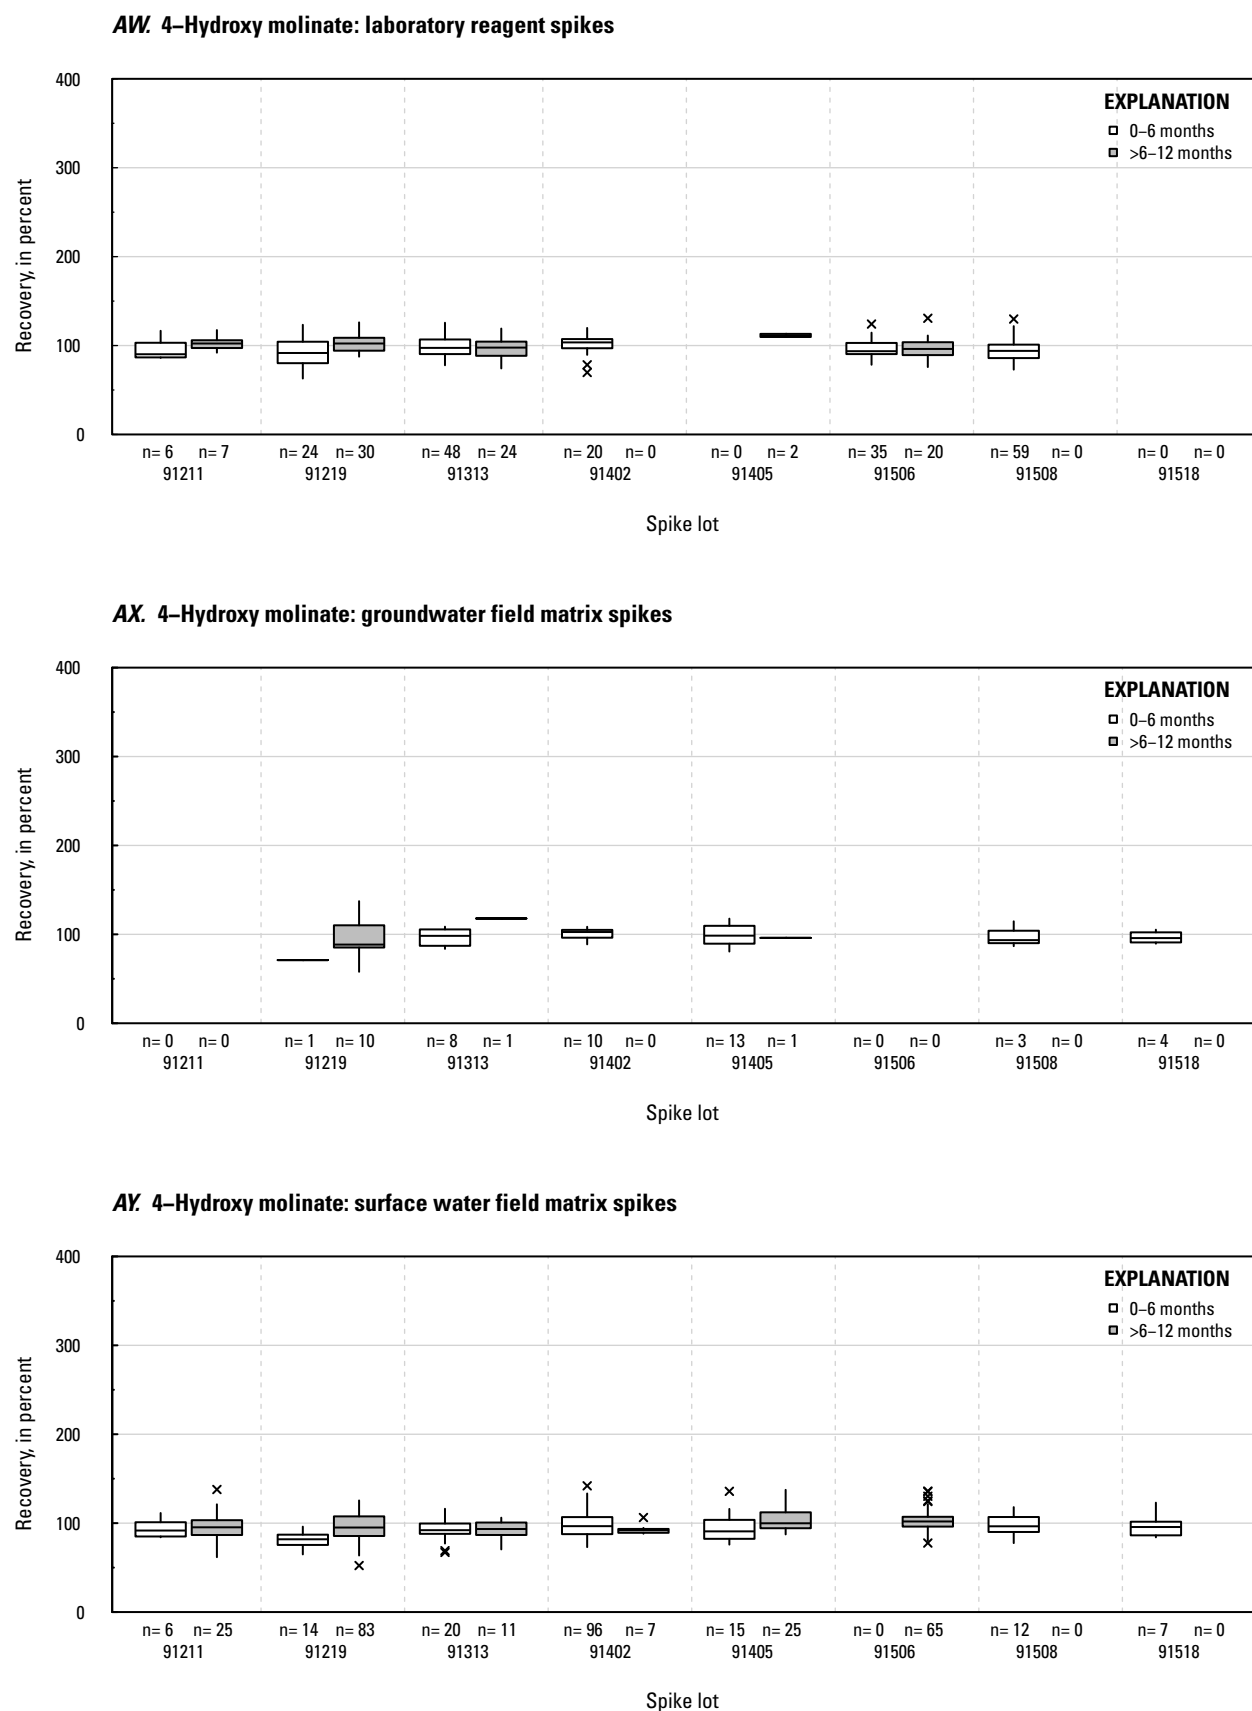 AW. 4–Hydroxy molinate: laboratory reagent spikes
400
EXPLANATION
0–6 months
>6–12 months
300
200
100
0
Recovery, in percent
n= 6 n= 7 n= 24 n= 30 n= 48 n= 24 n= 20 n= 0 n= 0 n= 2 n= 35 n= 20 n= 59 n= 0 n= 0 n= 0
91211 91219 91313 91402 91405 91506 91508 91518
Spike lot
AX. 4–Hydroxy molinate: groundwater field matrix spikes
400
EXPLANATION
0–6 months
>6–12 months
300
200
100
0
Recovery, in percent
n= 0 n= 0 n= 1 n= 10 n= 8 n= 1 n= 10 n= 0 n= 13 n= 1 n= 0 n= 0 n= 3 n= 0 n= 4 n= 0
91211 91219 91313 91402 91405 91506 91508 91518
Spike lot
AY. 4–Hydroxy molinate: surface water field matrix spikes
400
EXPLANATION
0–6 months
>6–12 months
300
200
100
0
Recovery, in percent
n= 6 n= 25 n= 14 n= 83 n= 20 n= 11 n= 96 n= 7 n= 15 n= 25 n= 0 n= 65 n= 12 n= 0 n= 7 n= 0
91211 91219 91313 91402 91405 91506 91508 91518
Spike lot